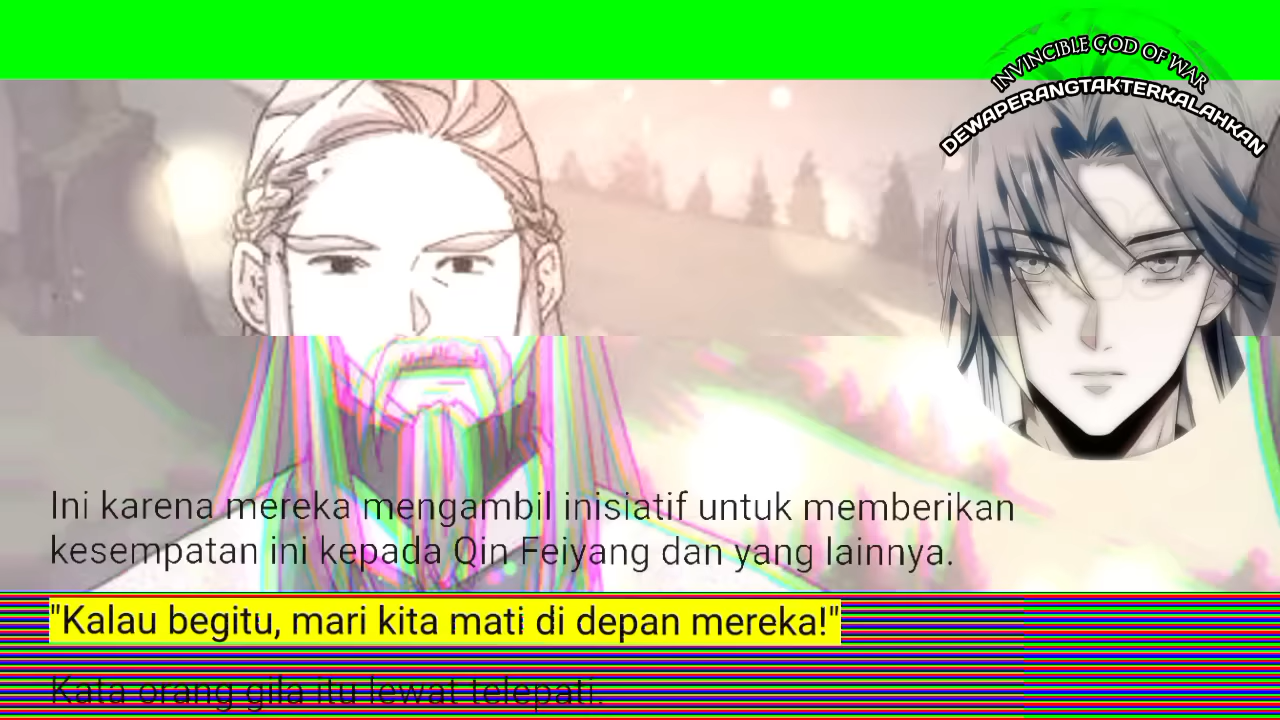 INVINCIBLE GOD OF WAR
DEWAPERANGTAKTERKALAHKAN
Ini karena mereka mengambil inisiatif untuk memberikan
kesempatan ini kepada Qin Feiyang dan yang lainnya.
"Kalau begitu, mari kita mati di depan mereka!"
Kata orang gila itu lewat telepati.